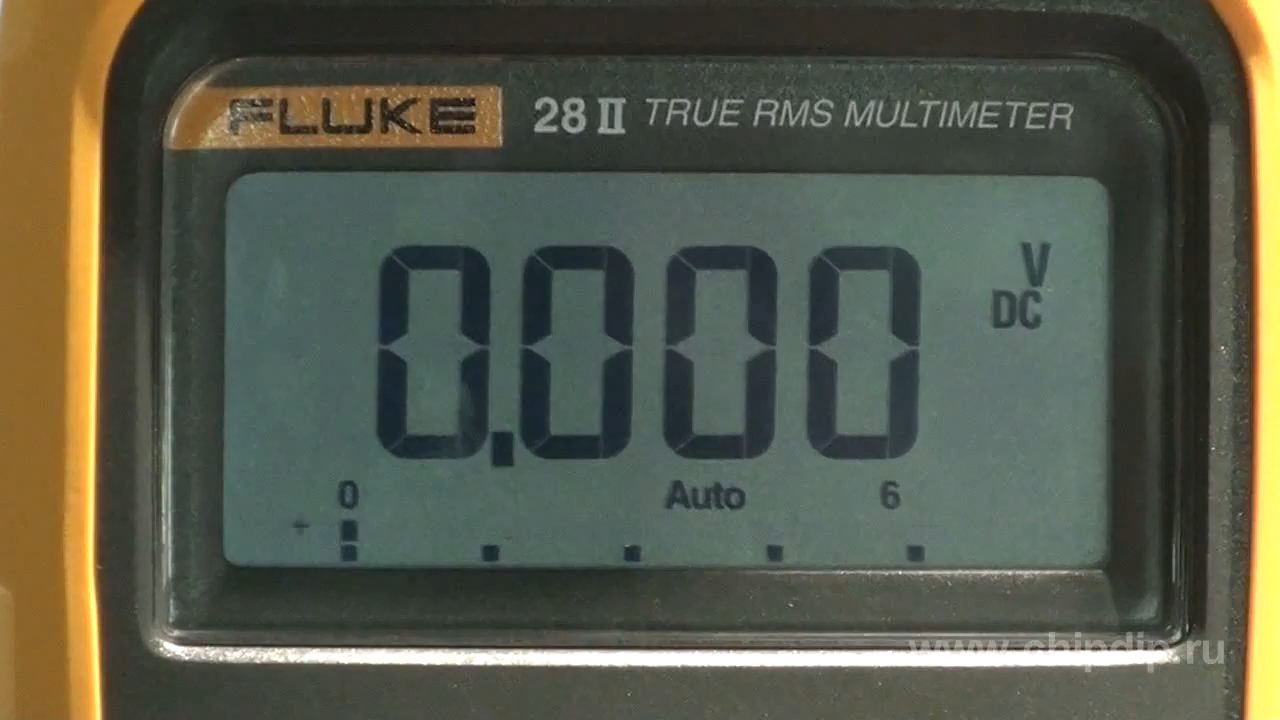 FLUKE 28 II TRUE RMS MULTIMETER
0.000 V
DC
0 Auto 6
+
www.chipdip.ru